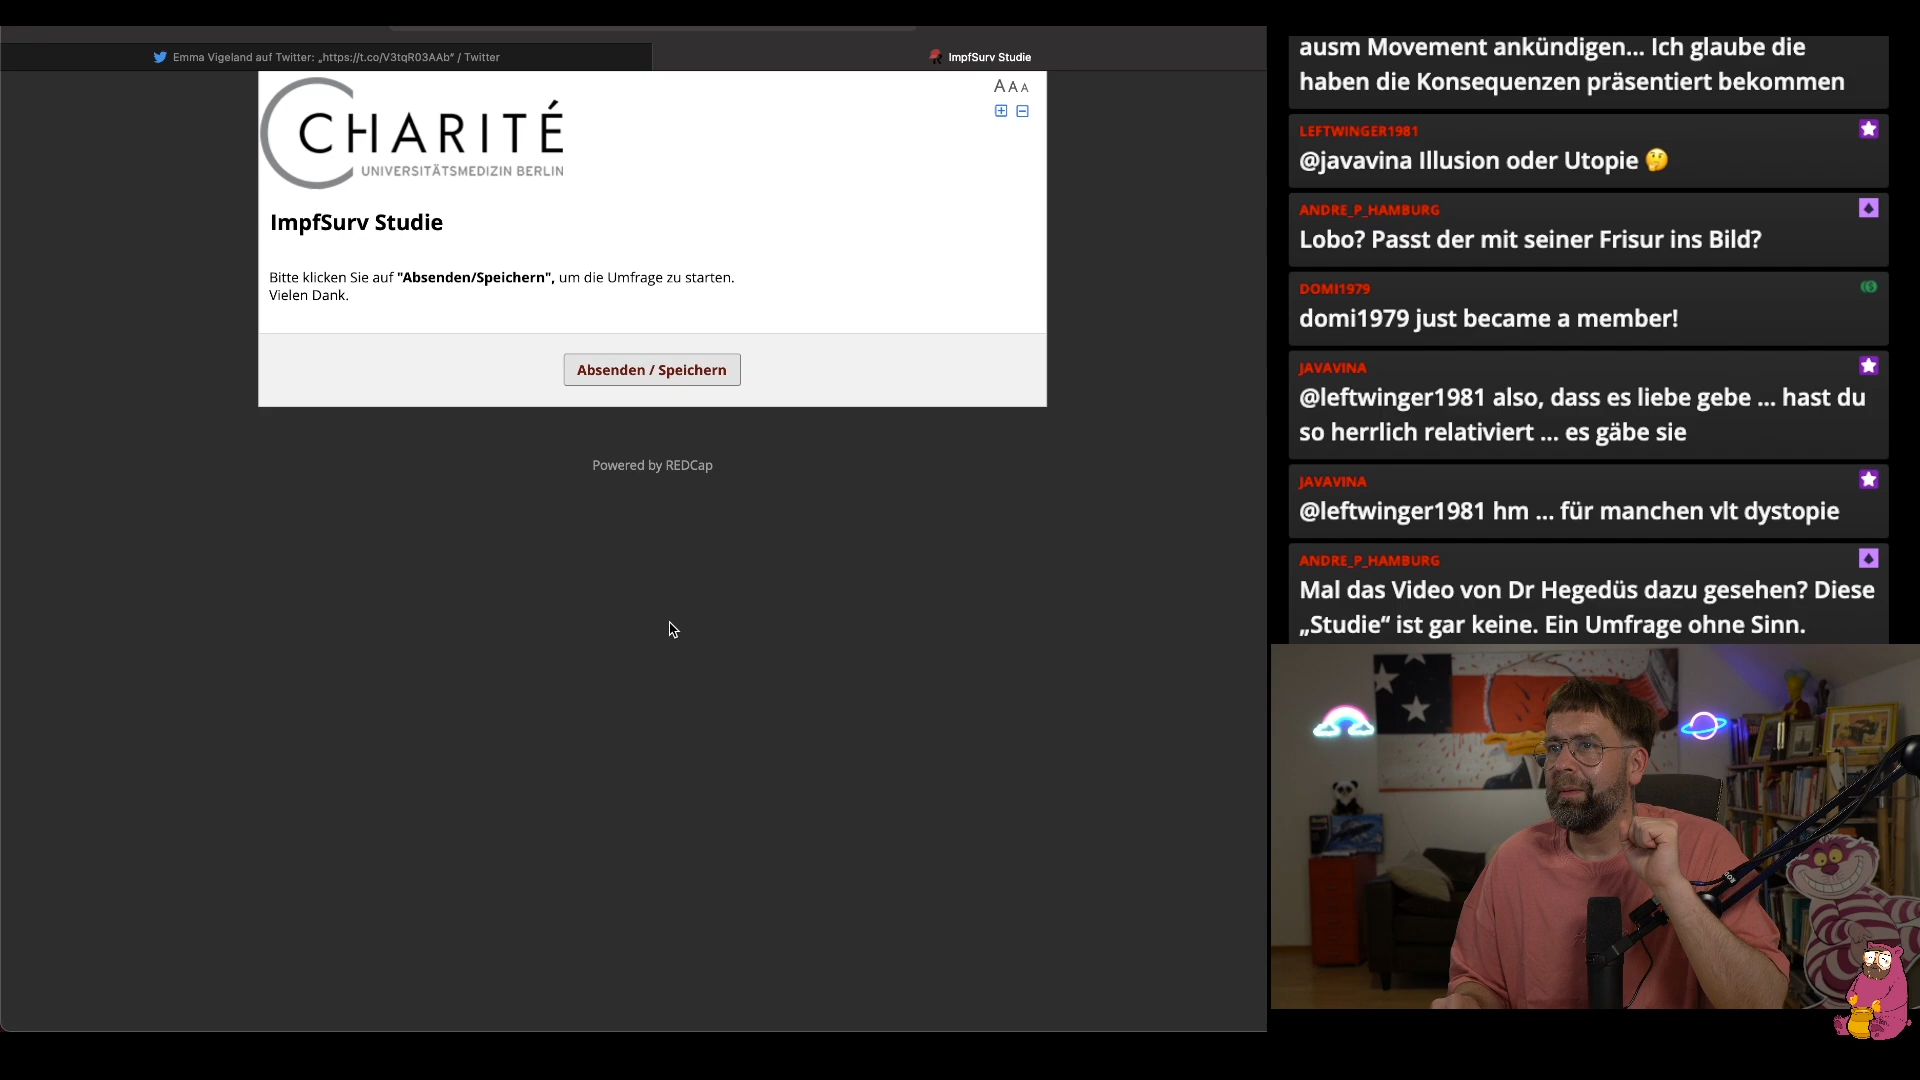 Emma Vigeland auf Twitter: „https://t.co/V3tqR03AAb“ / Twitter
ImpfSurv Studie
A A A
CHARITÉ
UNIVERSITÄTSMEDIZIN BERLIN
ImpfSurv Studie
Bitte klicken Sie auf "Absenden/Speichern", um die Umfrage zu starten.
Vielen Dank.
Absenden / Speichern
Powered by REDCap
ausm Movement ankündigen... Ich glaube die
haben die Konsequenzen präsentiert bekommen
LEFTWINGER1981
@javavina Illusion oder Utopie 🤔
ANDRE_P_HAMBURG
Lobo? Passt der mit seiner Frisur ins Bild?
DOMI1979
domi1979 just became a member!
JAVAVINA
@leftwinger1981 also, dass es liebe gebe ... hast du
so herrlich relativiert ... es gäbe sie
JAVAVINA
@leftwinger1981 hm ... für manchen vlt dystopie
ANDRE_P_HAMBURG
Mal das Video von Dr Hegedüs dazu gesehen? Diese
„Studie“ ist gar keine. Ein Umfrage ohne Sinn.